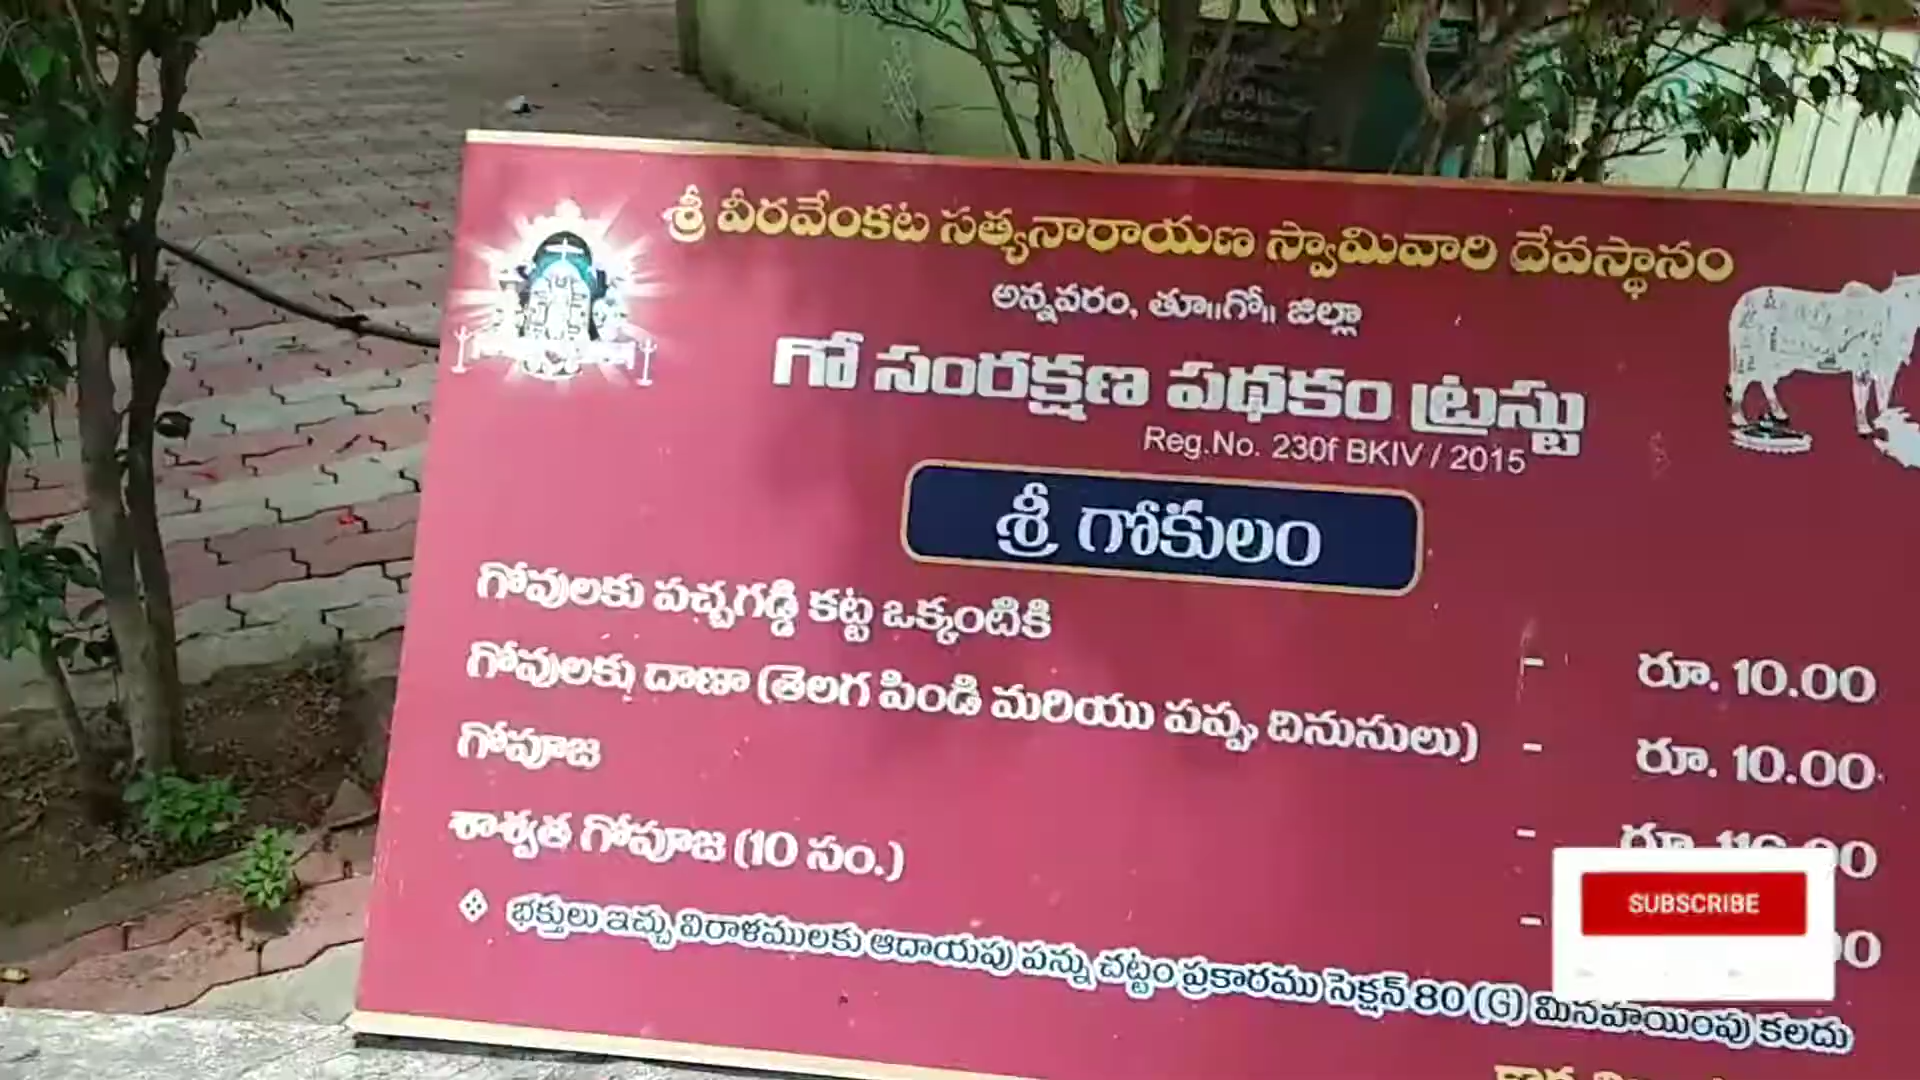 శ్రీ వీరవేంకట సత్యనారాయణ స్వామివారి దేవస్థానం
అన్నవరం, తూ॥గో॥ జిల్లా
గో సంరక్షణ పథకం ట్రస్టు
Reg.No. 230f BKIV / 2015
శ్రీ గోకులం
గోవులకు పచ్చగడ్డి కట్ట ఒక్కంటికి - రూ. 10.00
గోవులకు దాణా (తెలగ పిండి మరియు పప్పు దినుసులు) - రూ. 10.00
గోపూజ - రూ.
శాశ్వత గోపూజ (10 సం.) -
❖ భక్తులు ఇచ్చు విరాళములకు ఆదాయపు పన్ను చట్టం ప్రకారము సెక్షన్ 80 (G) మినహాయింపు కలదు
SUBSCRIBE